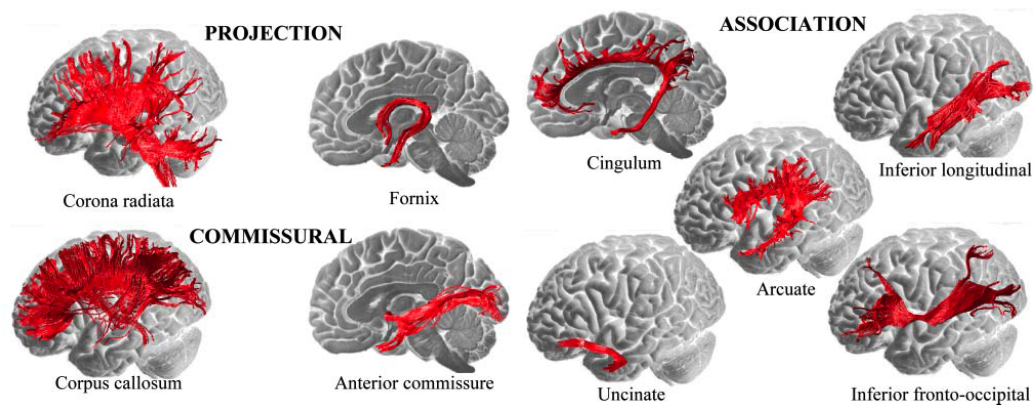 PROJECTION
ASSOCIATION
Corona radiata
Fornix
Cingulum
Inferior longitudinal
COMMISSURAL
Arcuate
Corpus callosum
Anterior commissure
Uncinate
Inferior fronto-occipital